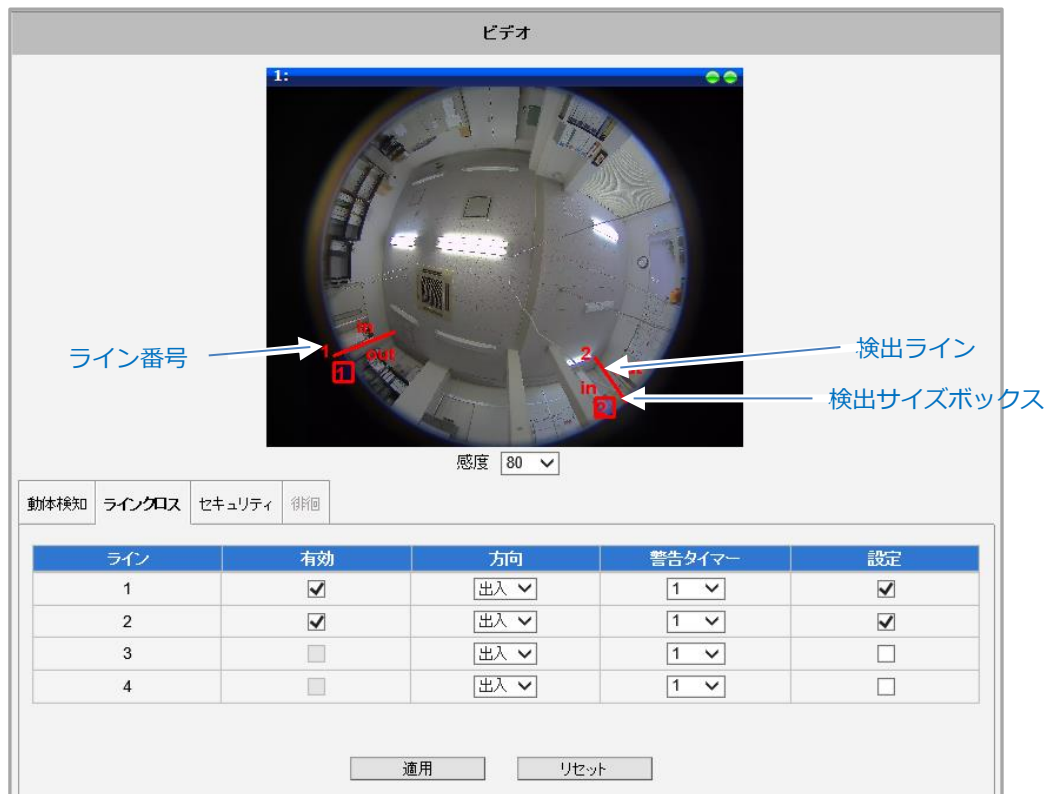 ビデオ
1:
in
1
out
1
2
in
2
ライン番号
検出ライン
検出サイズボックス
感度 80
動体検知 ラインクロス セキュリティ 徘徊
ライン 有効 方向 警告タイマー 設定
1 出入 1
2 出入 1
3 出入 1
4 出入 1
適用 リセット